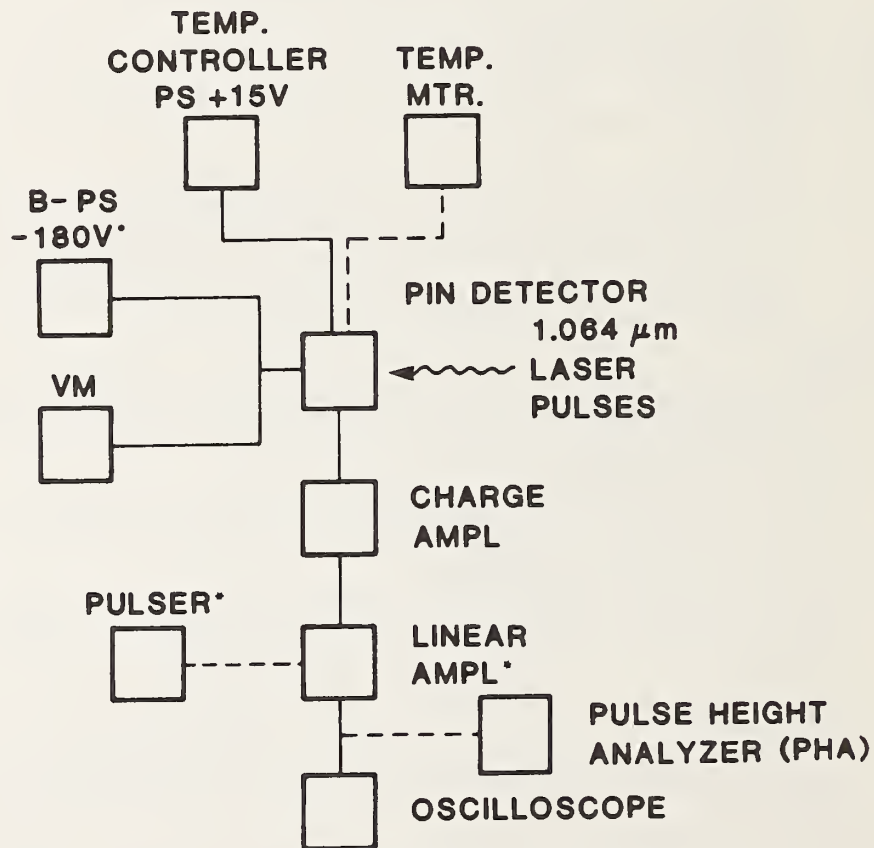 TEMP.
CONTROLLER
PS +15V
TEMP.
MTR.
B- PS
-180V*
VM
PIN DETECTOR
1.064 µm
LASER
PULSES
CHARGE
AMPL
PULSER*
LINEAR
AMPL*
PULSE HEIGHT
ANALYZER (PHA)
OSCILLOSCOPE